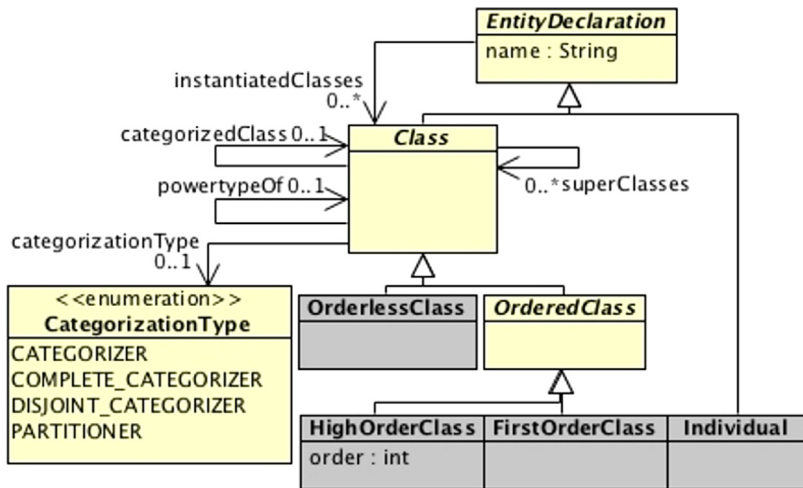 EntityDeclaration
name : String
instantiatedClasses
0..*
categorizedClass 0..1
Class
powertypeOf 0..1
0..* superClasses
categorizationType
0..1
<<enumeration>>
CategorizationType
CATEGORIZER
COMPLETE_CATEGORIZER
DISJOINT_CATEGORIZER
PARTITIONER
OrderlessClass
OrderedClass
HighOrderClass
order : int
FirstOrderClass
Individual